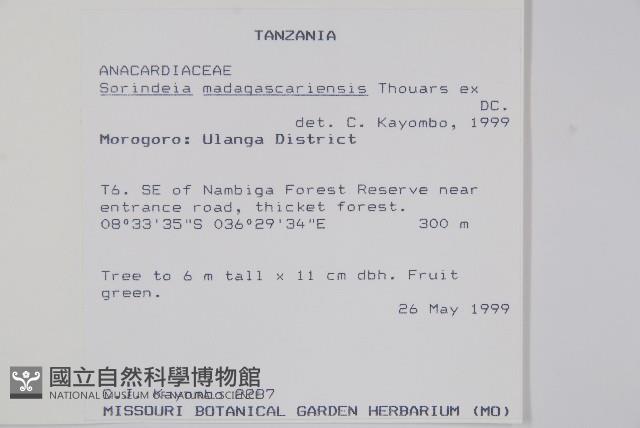 TANZANIA
ANACARDIACEAE
Sorindeia madagascariensis Thouars ex
DC.
det. C. Kayombo, 1999
Morogoro: Ulanga District
T6. SE of Nambiga Forest Reserve near
entrance road, thicket forest.
08°33'35"S 036°29'34"E 300 m
Tree to 6 m tall x 11 cm dbh. Fruit
green.
26 May 1999
國立自然科學博物館
NATIONAL MUSEUM OF NATURAL SCIENCE
Kayombo 2287
MISSOURI BOTANICAL GARDEN HERBARIUM (MO)